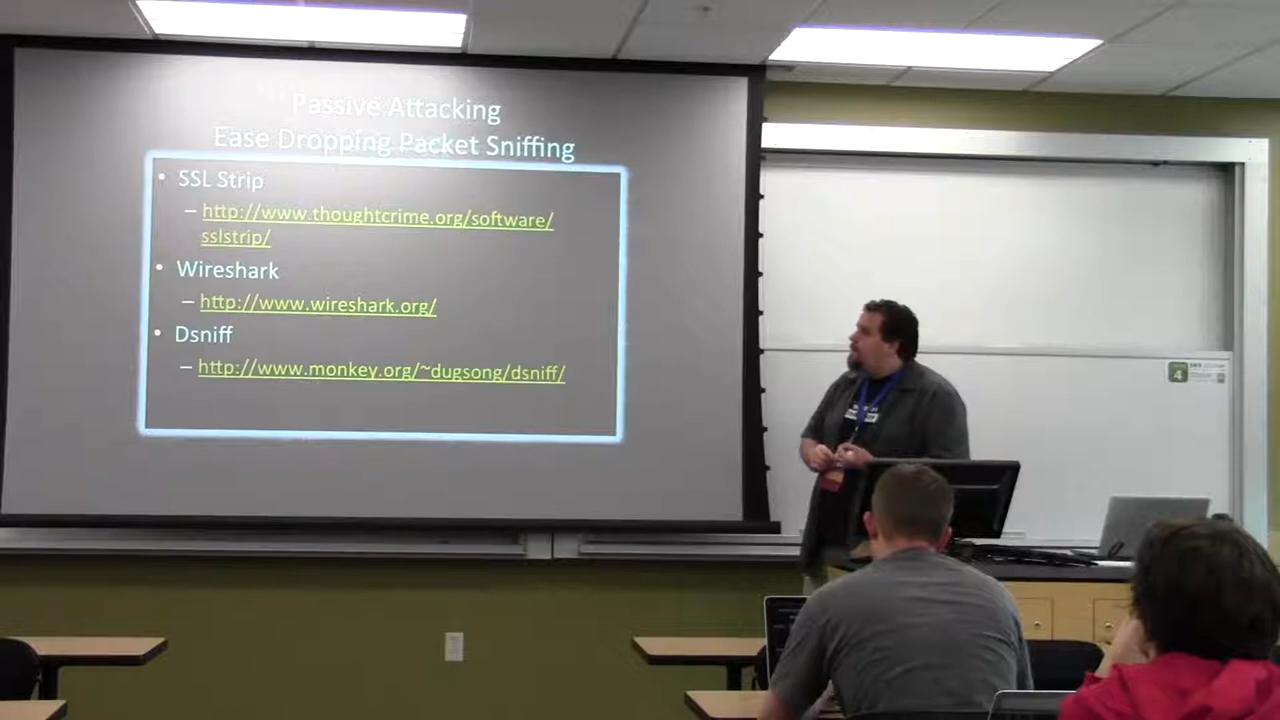 Passive Attacking
Ease Dropping Packet Sniffing
• SSL Strip
– http://www.thoughtcrime.org/software/
sslstrip/
• Wireshark
– http://www.wireshark.org/
• Dsniff
– http://www.monkey.org/~dugsong/dsniff/
4